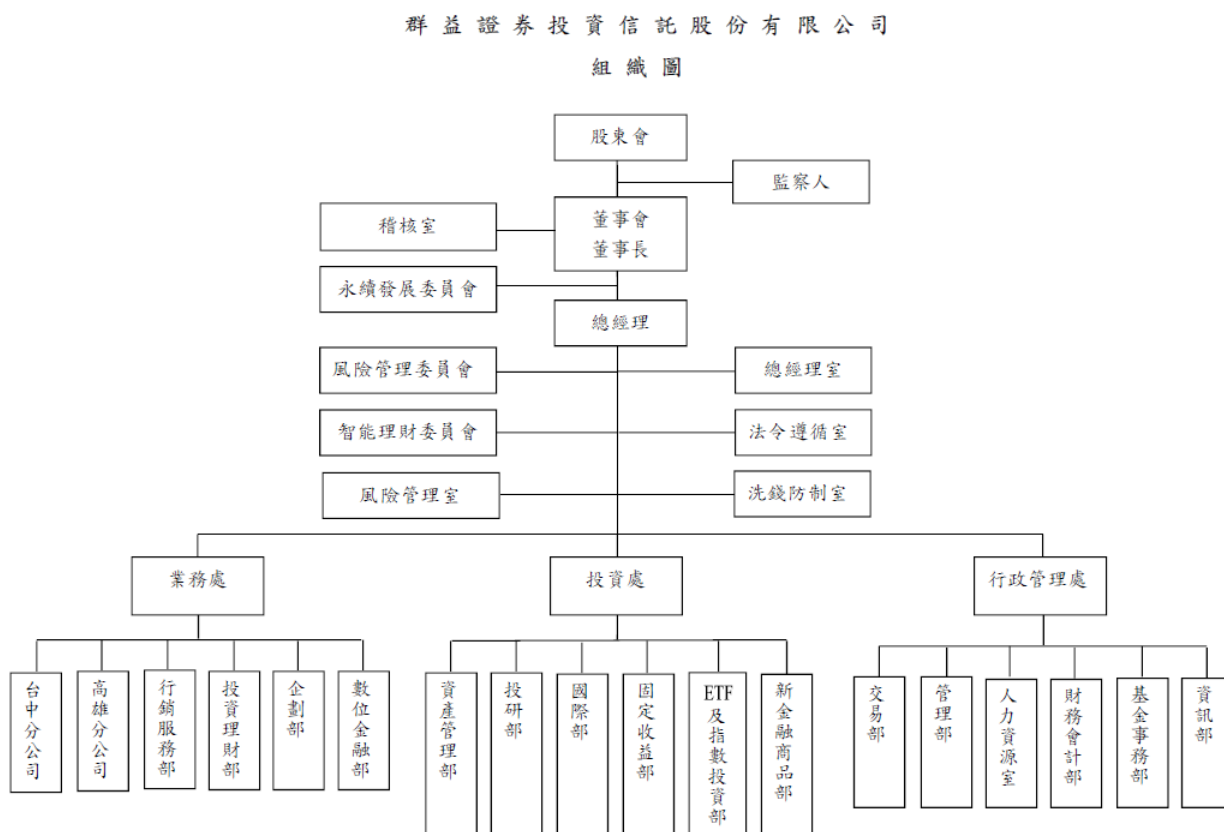 群益證券投資信託股份有限公司
組織圖
股東會
監察人
稽核室
董事會
董事長
永續發展委員會
總經理
風險管理委員會
總經理室
智能理財委員會
法令遵循室
風險管理室
洗錢防制室
業務處
投資處
行政管理處
台中分公司
高雄分公司
行銷服務部
投資理財部
企劃部
數位金融部
資產管理部
投研部
國際部
固定收益部
ETF及指數投資部
新金融商品部
交易部
管理部
人力資源室
財務會計部
基金事務部
資訊部